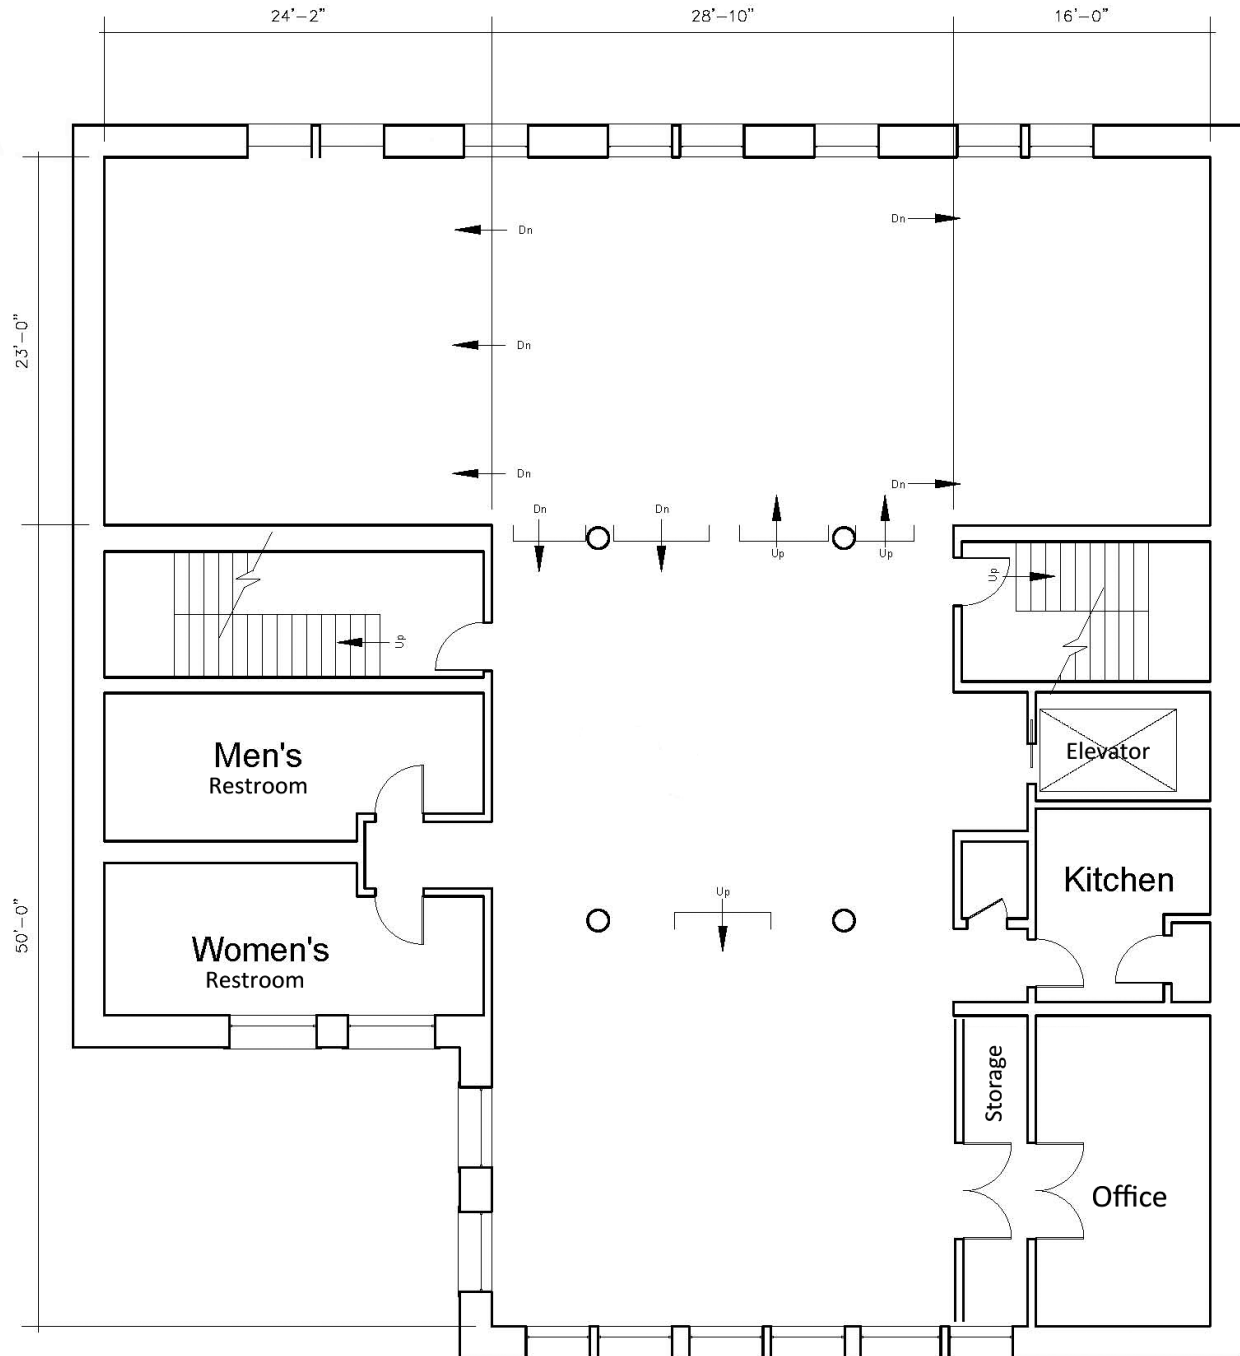 24'-2"
28'-10"
16'-0"
Dn
Dn
23'-0"
Dn
Dn
Dn
Dn
Dn
Up
Up
Up
Up
Men's
Restroom
Elevator
Kitchen
Up
50'-0"
Women's
Restroom
Storage
Office